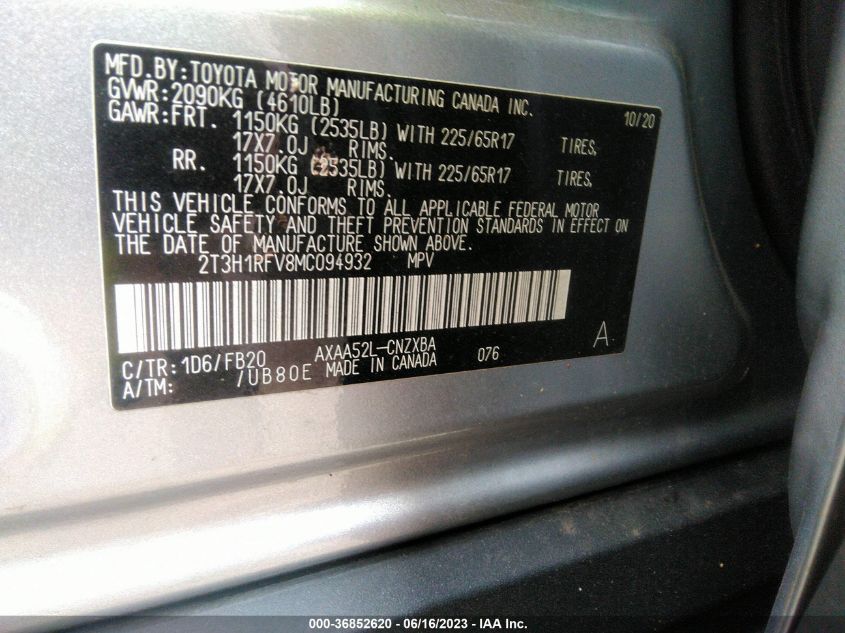 MFD.BY:TOYOTA MOTOR MANUFACTURING CANADA INC.
GVWR:2090KG (4610LB) 10/20
GAWR:FRT. 1150KG (2535LB) WITH 225/65R17 TIRES,
17X7.0J RIMS.
RR. 1150KG (2535LB) WITH 225/65R17 TIRES,
17X7.0J RIMS.
THIS VEHICLE CONFORMS TO ALL APPLICABLE FEDERAL MOTOR
VEHICLE SAFETY AND THEFT PREVENTION STANDARDS IN EFFECT ON
THE DATE OF MANUFACTURE SHOWN ABOVE.
2T3H1RFV8MC094932 MPV
C/TR:1D6/FB20 AXAA52L-CNZXBA 076 A
A/TM: /UB80E MADE IN CANADA
000-36852620 - 06/16/2023 - IAA Inc.